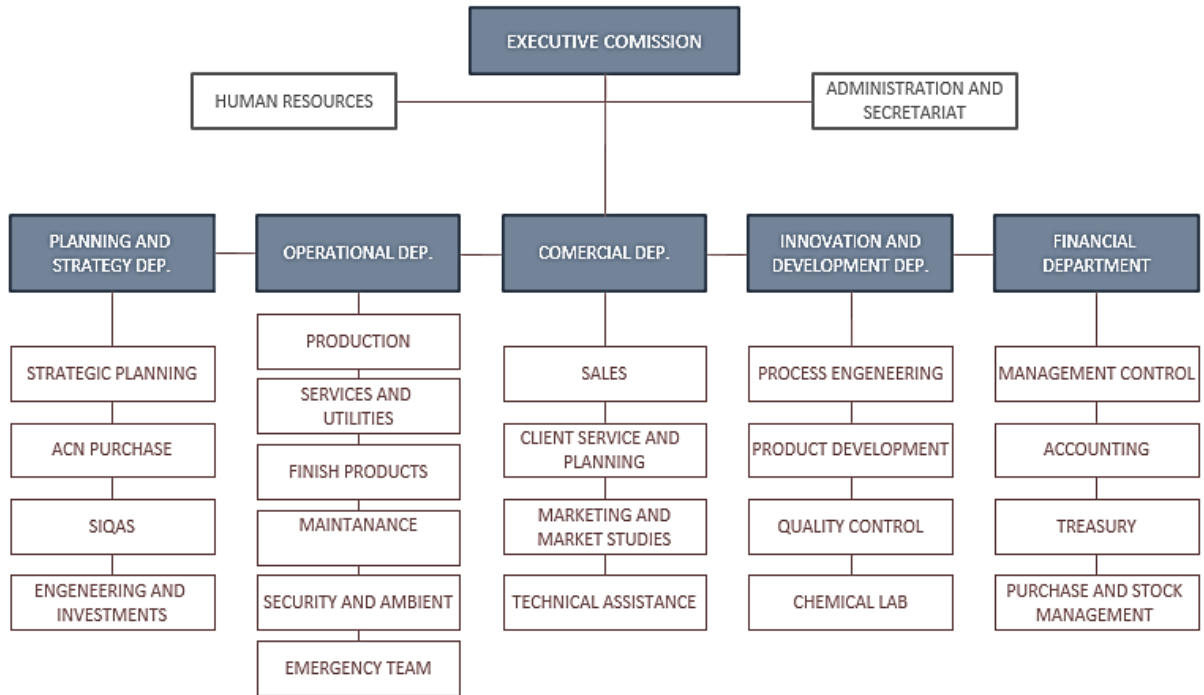 EXECUTIVE COMISSION
HUMAN RESOURCES
ADMINISTRATION AND
SECRETARIAT
PLANNING AND
STRATEGY DEP.
OPERATIONAL DEP.
COMERCIAL DEP.
INNOVATION AND
DEVELOPMENT DEP.
FINANCIAL
DEPARTMENT
STRATEGIC PLANNING
ACN PURCHASE
SIQAS
ENGENEERING AND
INVESTMENTS
PRODUCTION
SERVICES AND
UTILITIES
FINISH PRODUCTS
MAINTANANCE
SECURITY AND AMBIENT
EMERGENCY TEAM
SALES
CLIENT SERVICE AND
PLANNING
MARKETING AND
MARKET STUDIES
TECHNICAL ASSISTANCE
PROCESS ENGENEERING
PRODUCT DEVELOPMENT
QUALITY CONTROL
CHEMICAL LAB
MANAGEMENT CONTROL
ACCOUNTING
TREASURY
PURCHASE AND STOCK
MANAGEMENT